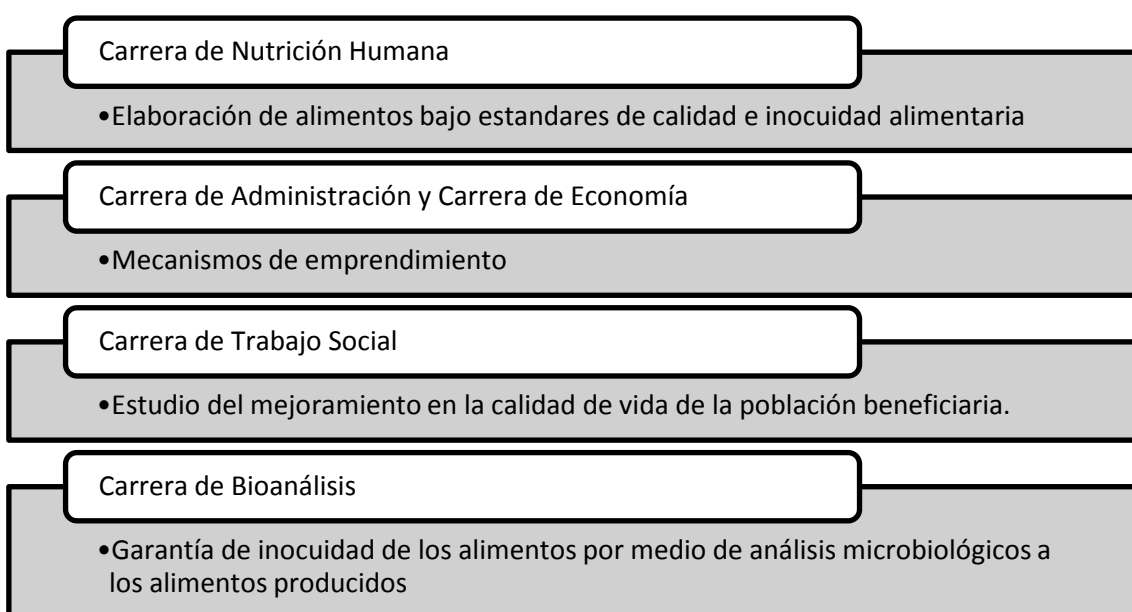 Carrera de Nutrición Humana
•Elaboración de alimentos bajo estandares de calidad e inocuidad alimentaria
Carrera de Administración y Carrera de Economía
•Mecanismos de emprendimiento
Carrera de Trabajo Social
•Estudio del mejoramiento en la calidad de vida de la población beneficiaria.
Carrera de Bioanálisis
•Garantía de inocuidad de los alimentos por medio de análisis microbiológicos a
los alimentos producidos